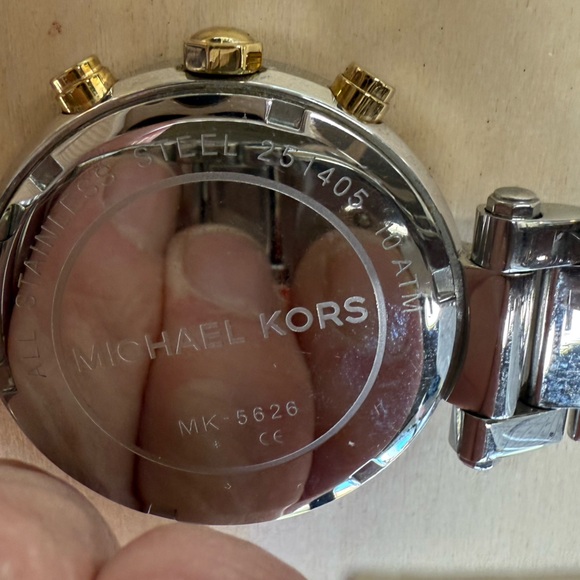 ALL STAINLESS STEEL 251405 10 ATM
MICHAEL KORS
MK-5626
CE